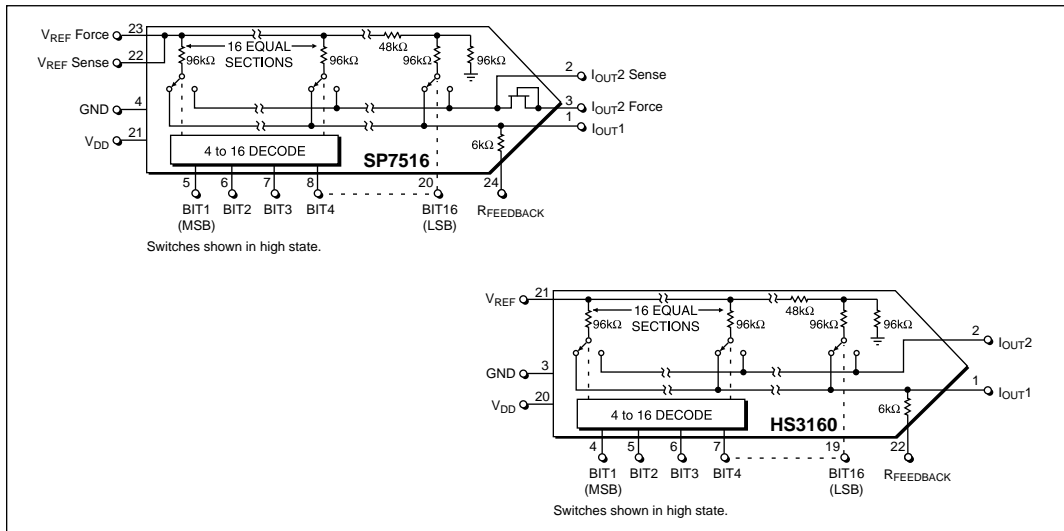 VREF Force 23
48kΩ
VREF Sense 22
96kΩ 16 EQUAL SECTIONS 96kΩ 96kΩ 96kΩ
2 IOUT2 Sense
GND 4
3 IOUT2 Force
1 IOUT1
VDD 21
6kΩ
4 to 16 DECODE
SP7516
5 6 7 8 20 24
BIT1 (MSB)
BIT2
BIT3
BIT4
BIT16 (LSB)
RFEEDBACK
Switches shown in high state.
VREF 21
48kΩ
96kΩ 16 EQUAL SECTIONS 96kΩ 96kΩ 96kΩ
2 IOUT2
GND 3
1 IOUT1
VDD 20
6kΩ
4 to 16 DECODE
HS3160
4 5 6 7 19 22
BIT1 (MSB)
BIT2
BIT3
BIT4
BIT16 (LSB)
RFEEDBACK
Switches shown in high state.